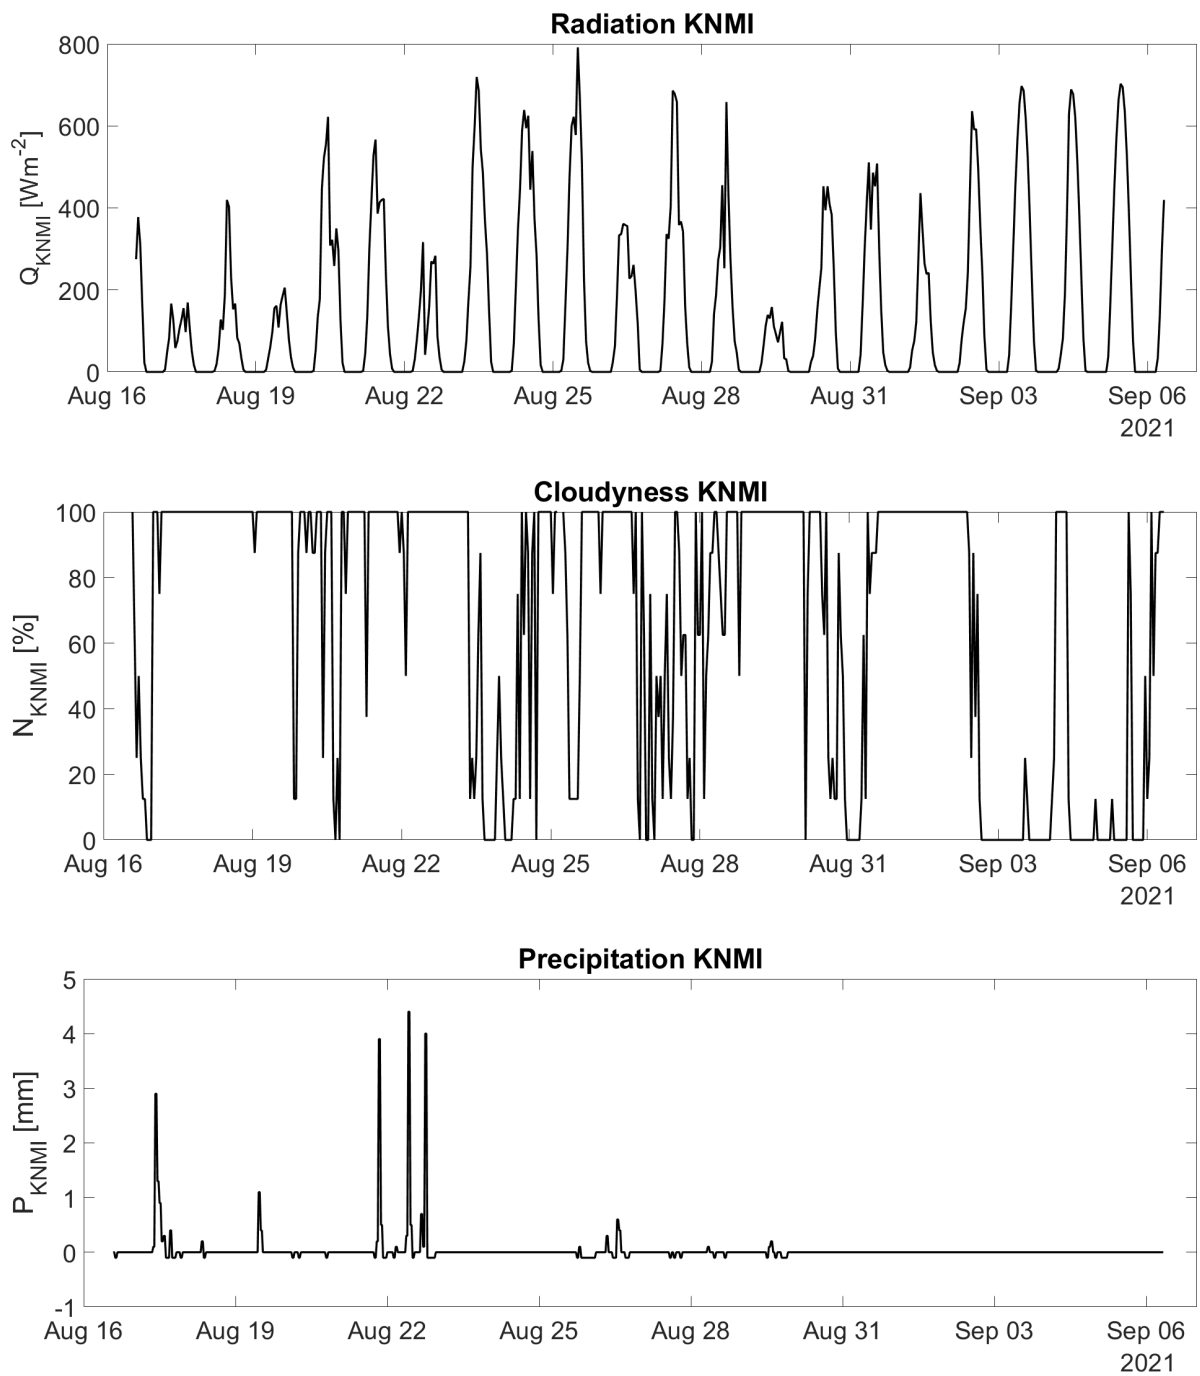 Radiation KNMI
800
600
400
200
0
Q_KNMI [Wm^-2]
Aug 16 Aug 19 Aug 22 Aug 25 Aug 28 Aug 31 Sep 03 Sep 06
2021
Cloudyness KNMI
100
80
60
40
20
0
N_KNMI [%]
Aug 16 Aug 19 Aug 22 Aug 25 Aug 28 Aug 31 Sep 03 Sep 06
2021
Precipitation KNMI
5
4
3
2
1
0
-1
P_KNMI [mm]
Aug 16 Aug 19 Aug 22 Aug 25 Aug 28 Aug 31 Sep 03 Sep 06
2021